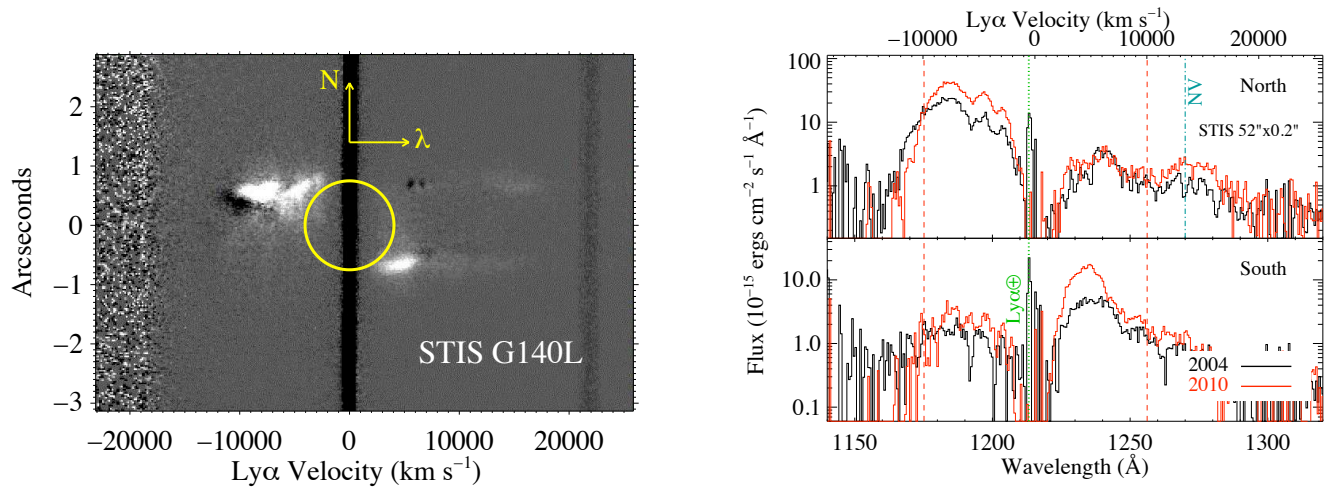 Arcseconds
2
1
0
−1
−2
−3
N
λ
STIS G140L
−20000 −10000 0 10000 20000
Lyα Velocity (km s⁻¹)
Lyα Velocity (km s⁻¹)
−10000 0 10000 20000
Flux (10⁻¹⁵ ergs cm⁻² s⁻¹ Å⁻¹)
100
10
1
NV
North
STIS 52"x0.2"
10.0
1.0
0.1
Lyα⊕
South
2004
2010
1150 1200 1250 1300
Wavelength (Å)